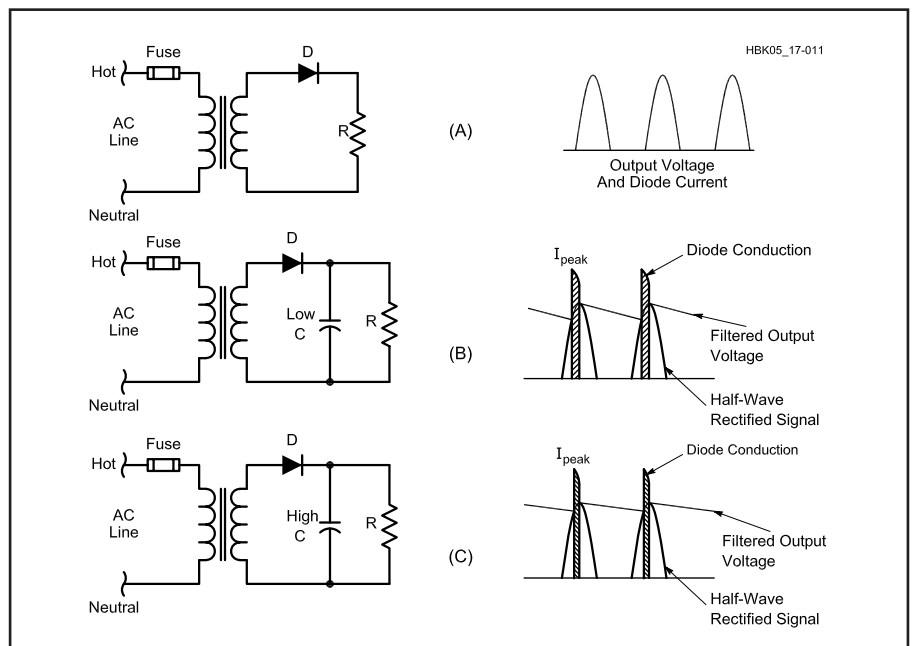 HBK05_17-011
Fuse
D
Hot
AC
Line
R
(A)
Output Voltage
And Diode Current
Neutral
Fuse
D
Hot
AC
Line
Low
C
R
(B)
Ipeak
Diode Conduction
Filtered Output
Voltage
Half-Wave
Rectified Signal
Neutral
Fuse
D
Hot
AC
Line
High
C
R
(C)
Ipeak
Diode Conduction
Filtered Output
Voltage
Half-Wave
Rectified Signal
Neutral